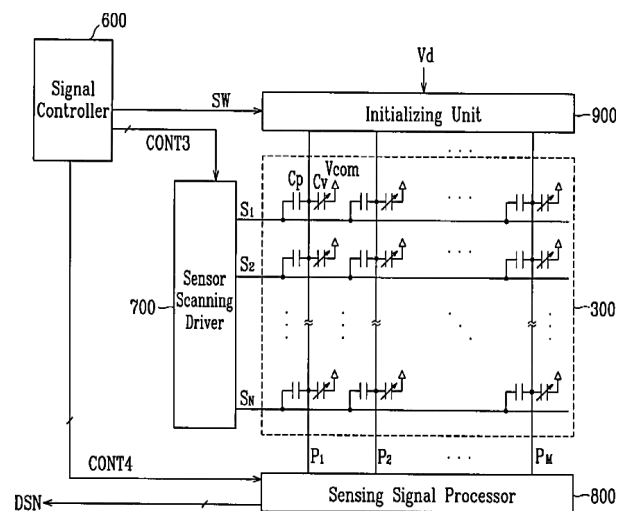 600
Vd
Signal
Controller
SW
Initializing Unit
900
CONT3
. . .
Vcom
Cp
Cv
. . .
S1
S2
. . .
Sensor
Scanning
Driver
700
300
SN
P1
P2
. . .
PM
CONT4
Sensing Signal Processor
800
DSN